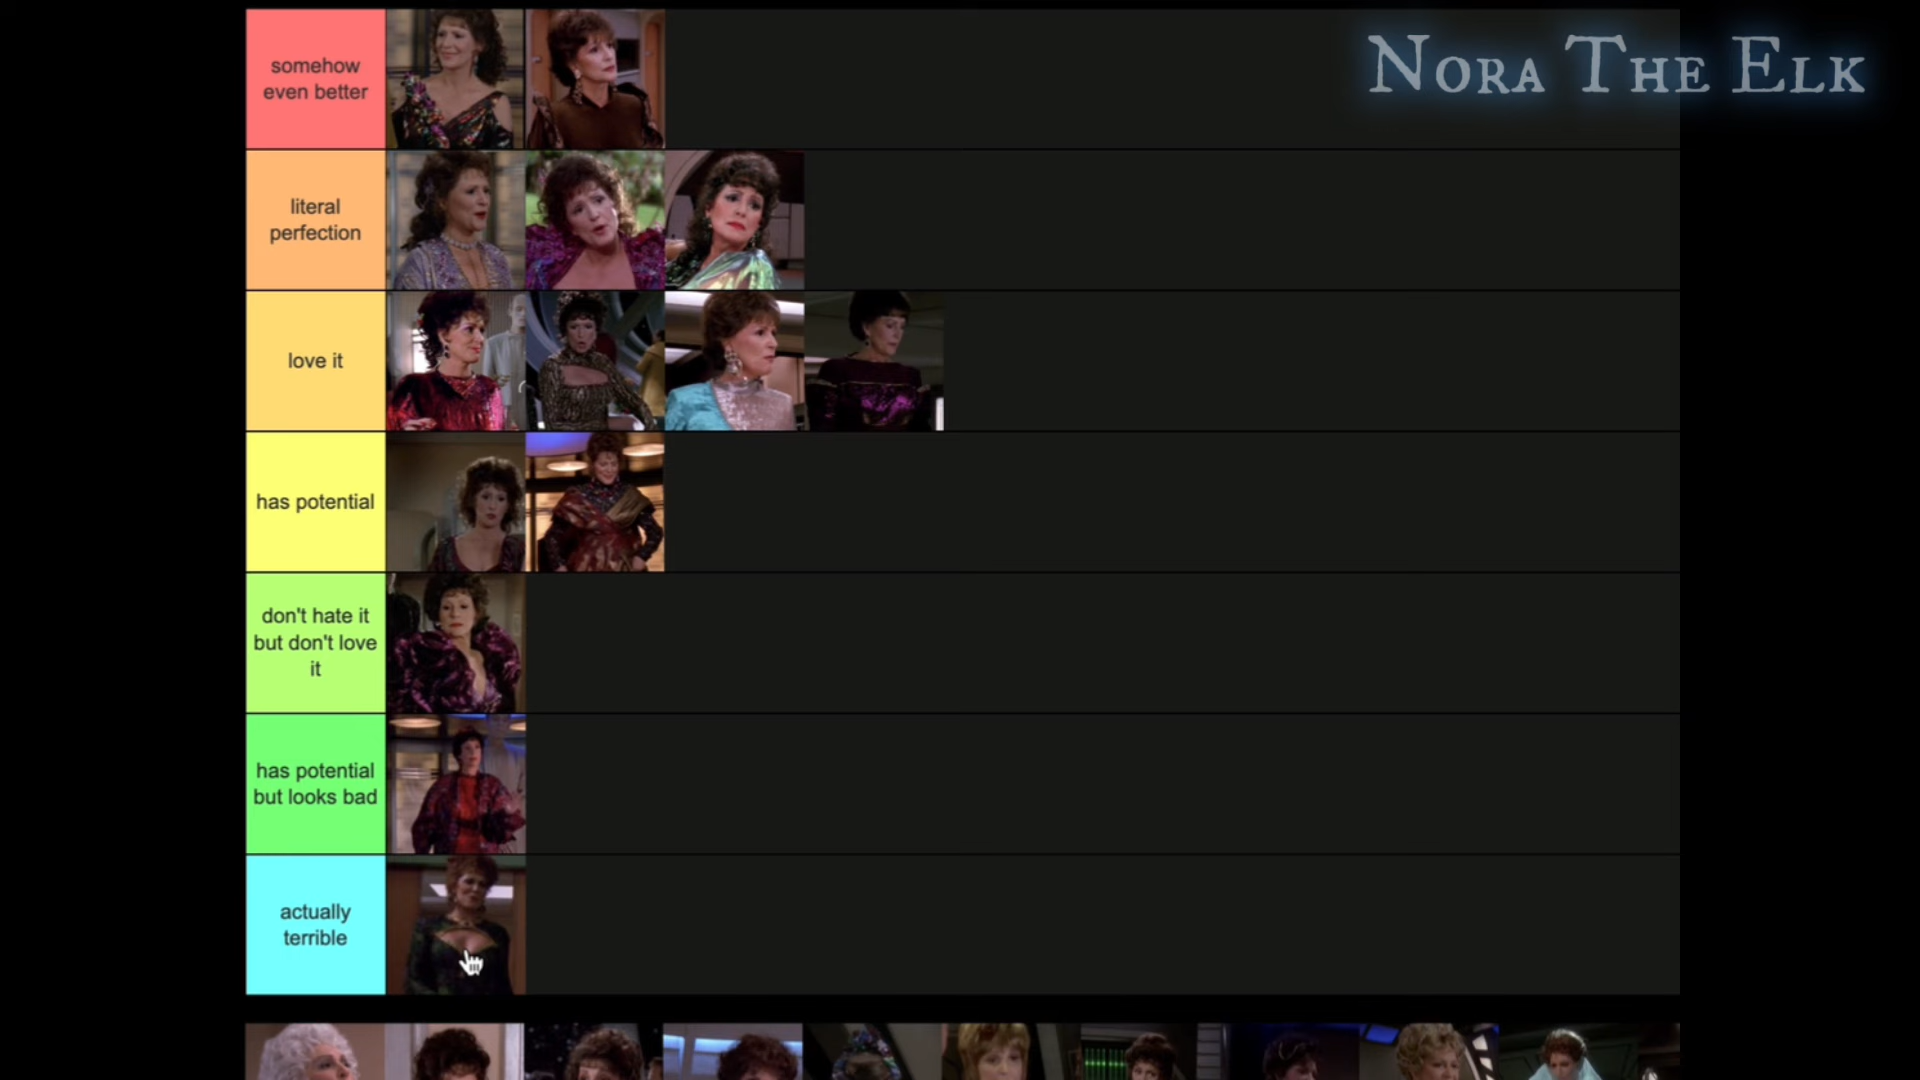 somehow
even better
NORA THE ELK
literal
perfection
love it
has potential
don't hate it
but don't love
it
has potential
but looks bad
actually
terrible